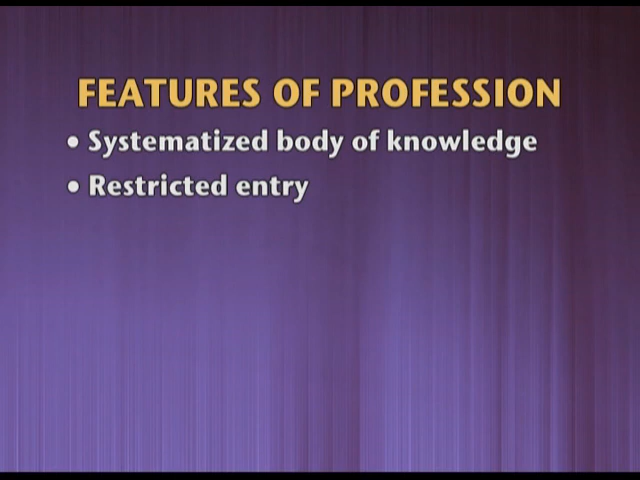 FEATURES OF PROFESSION
• Systematized body of knowledge
• Restricted entry